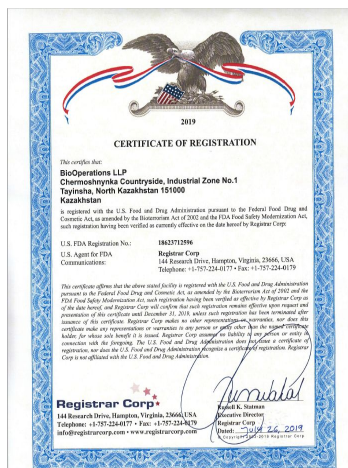 2019
CERTIFICATE OF REGISTRATION
This certifies that:
BioOperations LLP
Chermoshnynka Countryside, Industrial Zone No.1
Tayinsha, North Kazakhstan 151000
Kazakhstan
is registered with the U.S. Food and Drug Administration pursuant to the Federal Food Drug and
Cosmetic Act, as amended by the Bioterrorism Act of 2002 and the FDA Food Safety Modernization Act,
such registration having been verified as currently effective on the date hereof by Registrar Corp:
U.S. FDA Registration No.: 18623712596
U.S. Agent for FDA Registrar Corp
Communications: 144 Research Drive, Hampton, Virginia, 23666, USA
Telephone: +1-757-224-0177 • Fax: +1-757-224-0179
This certificate affirms that the above stated facility is registered with the U.S. Food and Drug Administration
pursuant to the Federal Food Drug and Cosmetic Act, as amended by the Bioterrorism Act of 2002 and the
FDA Food Safety Modernization Act, such registration having been verified as effective by Registrar Corp as
of the date hereof, and Registrar Corp will confirm that such registration remains effective upon request and
presentation of this certificate until December 31, 2019, unless such registration has been terminated after
issuance of this certificate. Registrar Corp makes no other representations or warranties, nor does this
certificate make any representations or warranties to any person or entity other than the named certificate
holder, for whose sole benefit it is issued. Registrar Corp assumes no liability to any person or entity in
connection with the foregoing. The U.S. Food and Drug Administration does not issue a certificate of
registration, nor does the U.S. Food and Drug Administration recognize a certificate of registration. Registrar
Corp is not affiliated with the U.S. Food and Drug Administration.
Registrar Corp
144 Research Drive, Hampton, Virginia, 23666, USA
Telephone: +1-757-224-0177 • Fax: +1-757-224-0179
info@registrarcorp.com • www.registrarcorp.com
Russell K. Statman
Executive Director
Registrar Corp
Dated: July 26, 2019
© Copyright 2003-2019 Registrar Corp